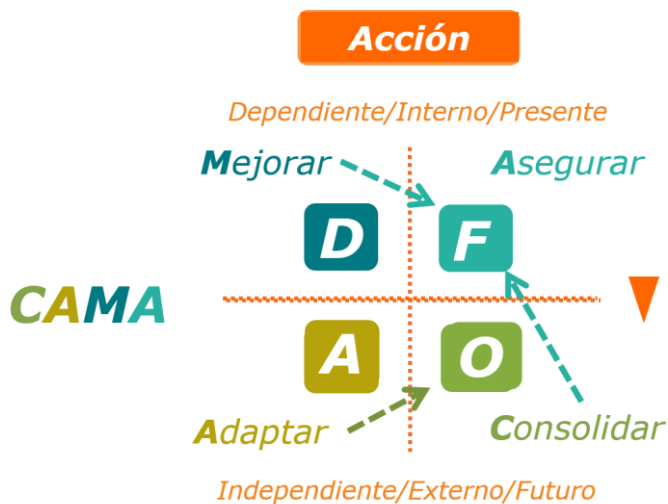 Acción
Dependiente/Interno/Presente
Mejorar
Asegurar
D
F
CAMA
A
O
Adaptar
Consolidar
Independiente/Externo/Futuro